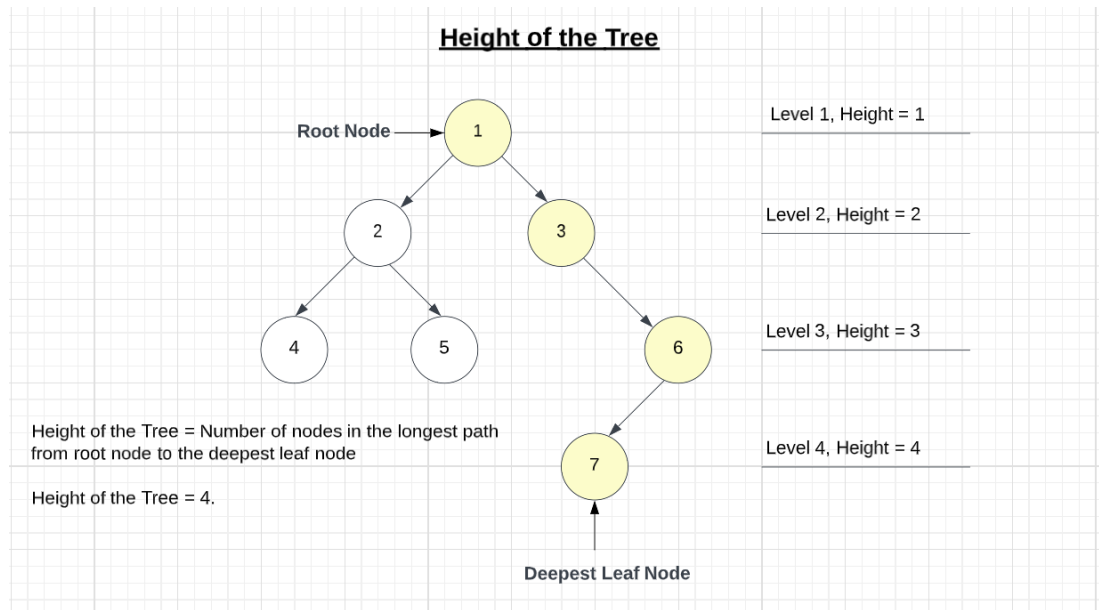 Height of the Tree
Root Node
1
Level 1, Height = 1
2
3
Level 2, Height = 2
4
5
6
Level 3, Height = 3
Height of the Tree = Number of nodes in the longest path
from root node to the deepest leaf node
7
Level 4, Height = 4
Height of the Tree = 4.
Deepest Leaf Node